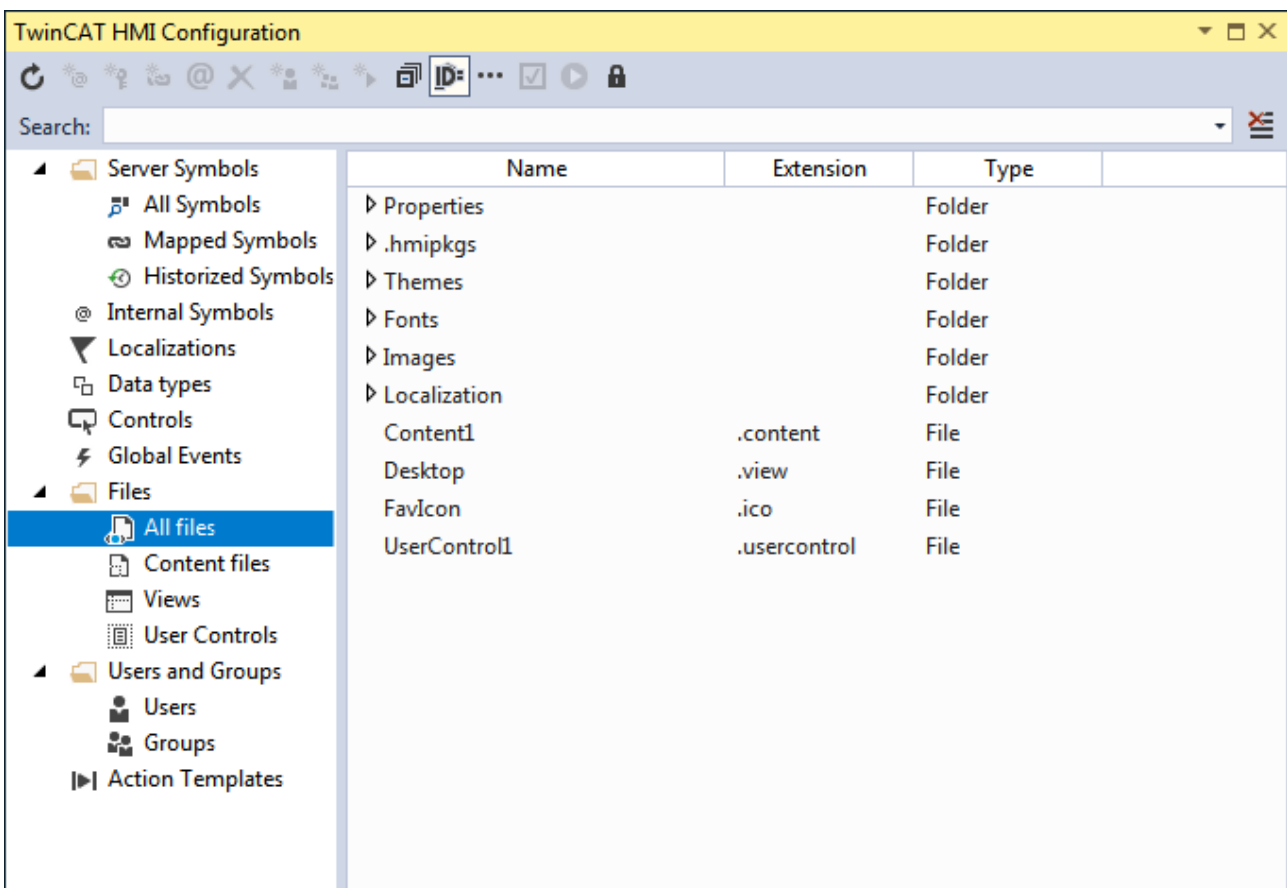 TwinCAT HMI Configuration
ID=
Search:
Server Symbols
All Symbols
Mapped Symbols
Historized Symbols
Internal Symbols
Localizations
Data types
Controls
Global Events
Files
All files
Content files
Views
User Controls
Users and Groups
Users
Groups
Action Templates
Name Extension Type
Properties Folder
.hmipkgs Folder
Themes Folder
Fonts Folder
Images Folder
Localization Folder
Content1 .content File
Desktop .view File
FavIcon .ico File
UserControl1 .usercontrol File